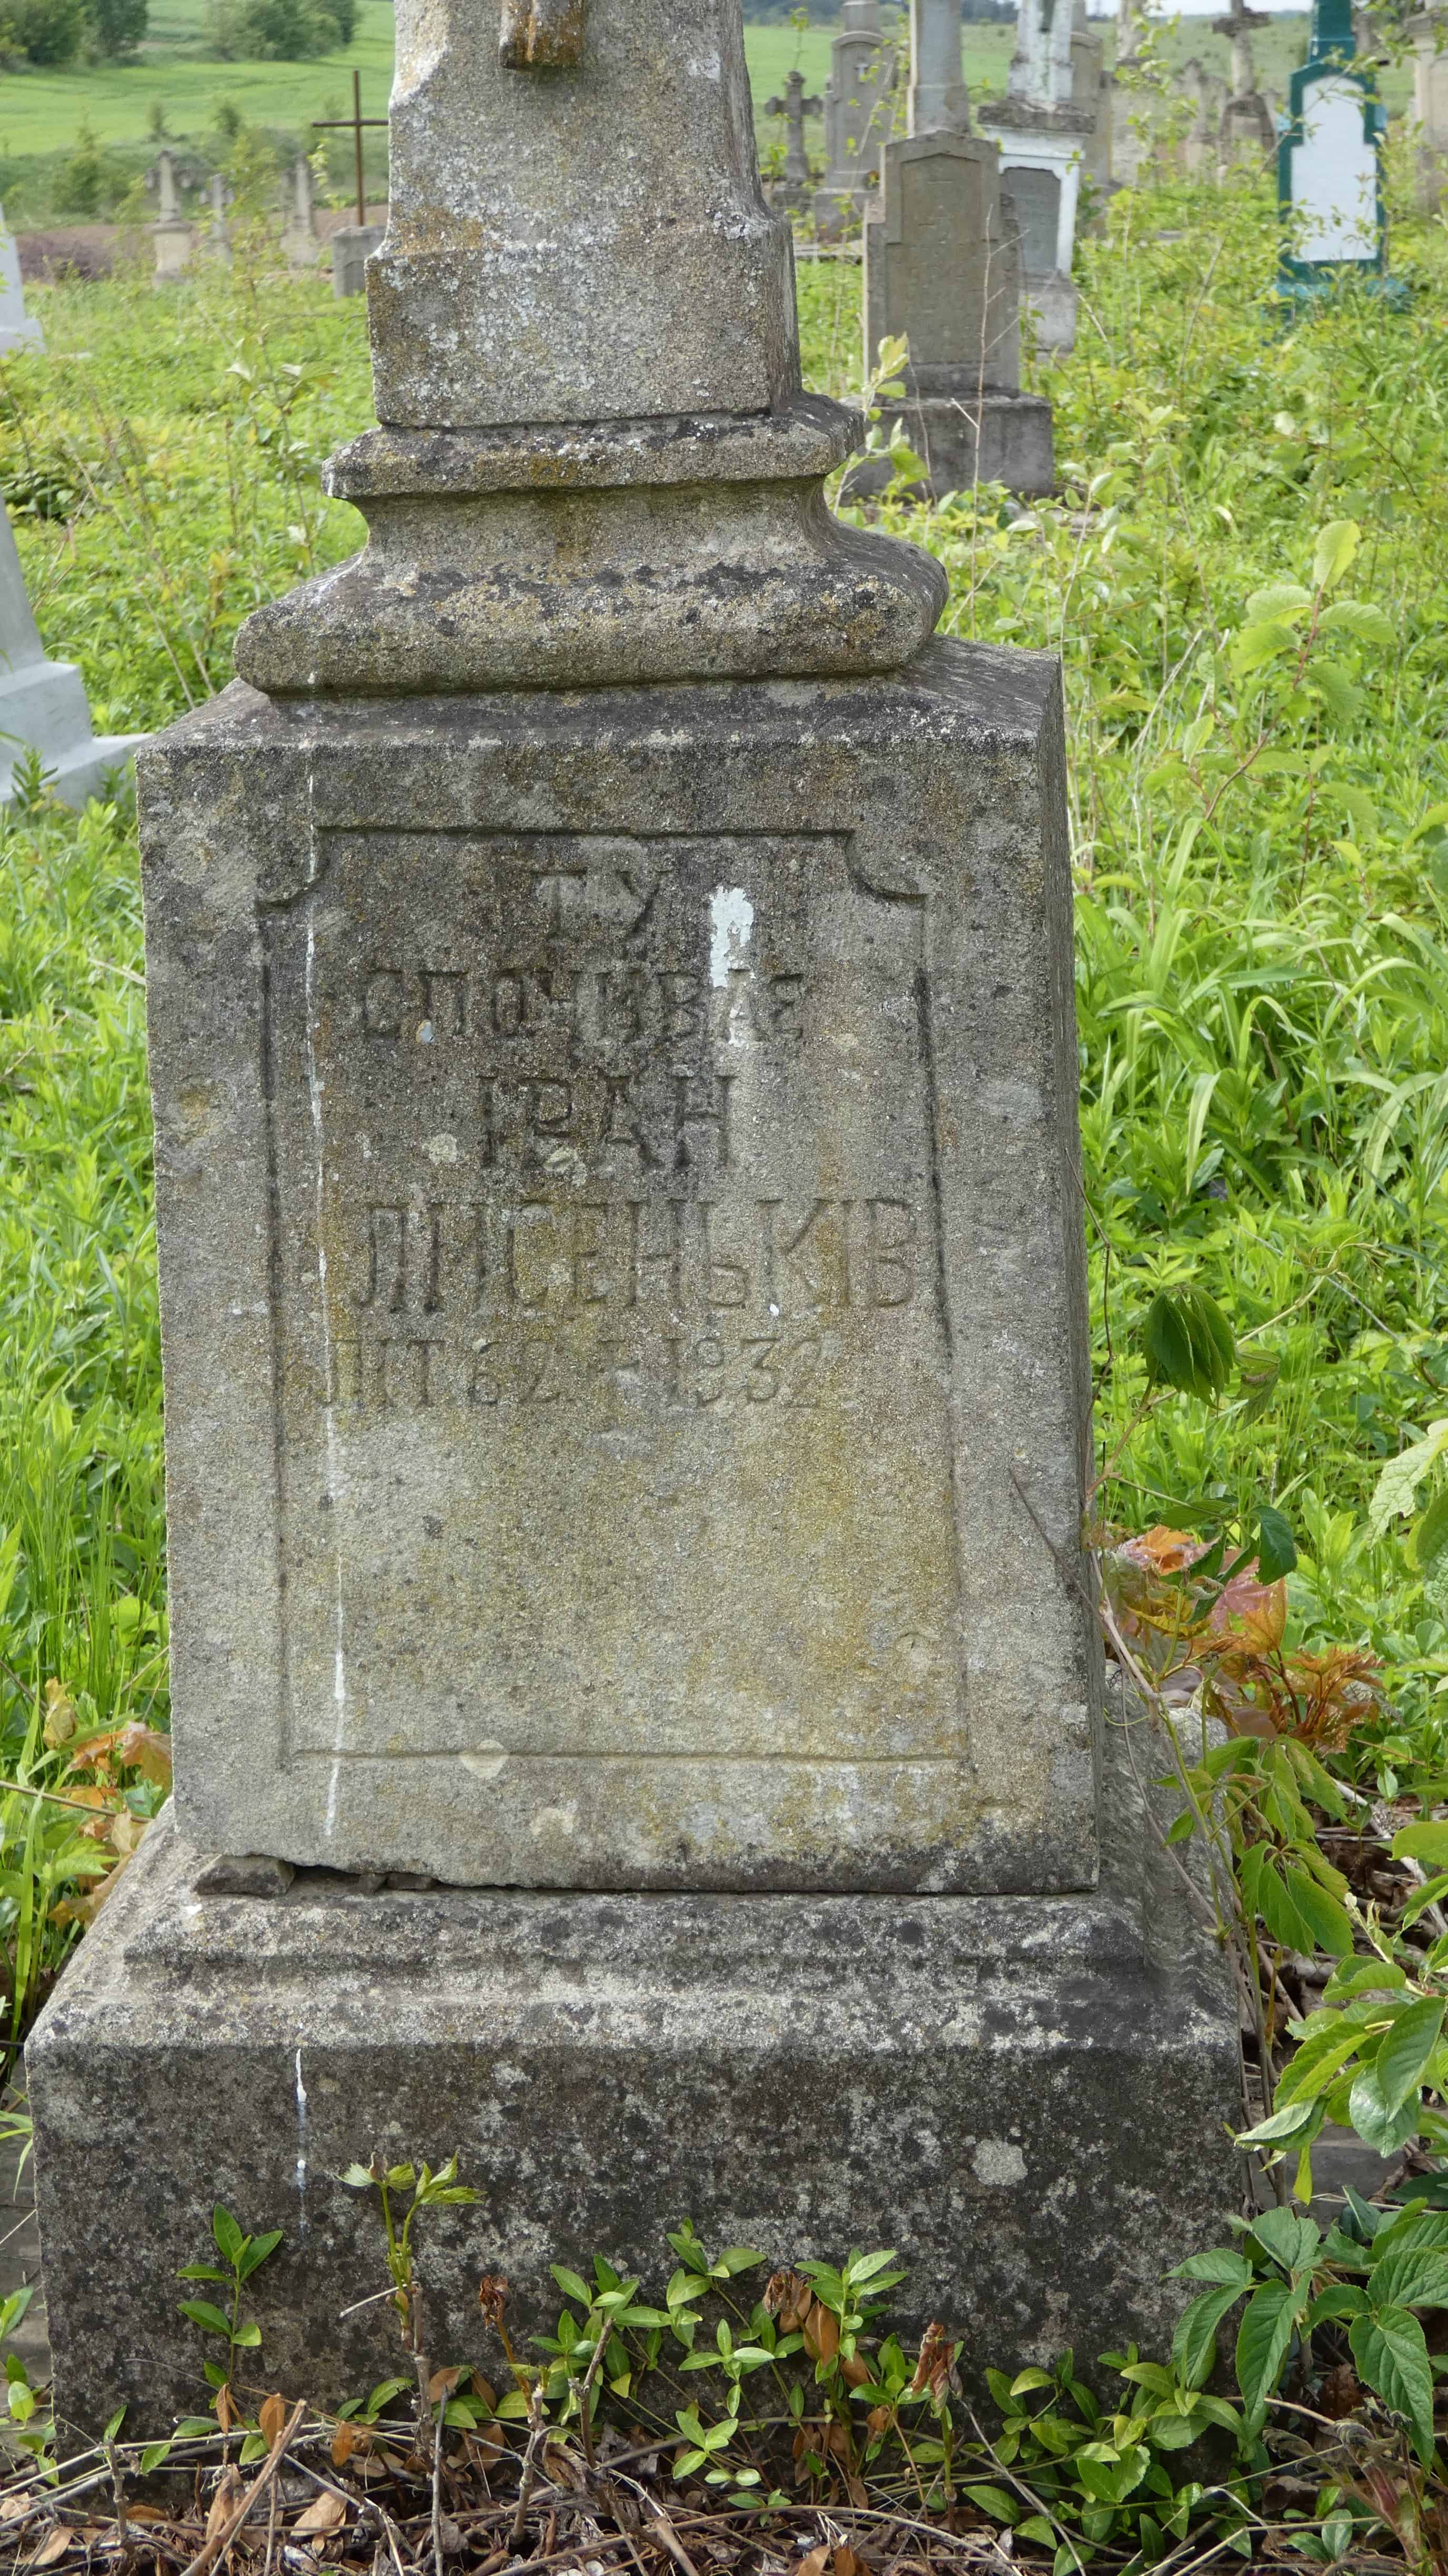 ТУ
СПОЧИВАЄ
ІВАН
ЛИСЕНЬКІВ
ЛІТ 62. 1932